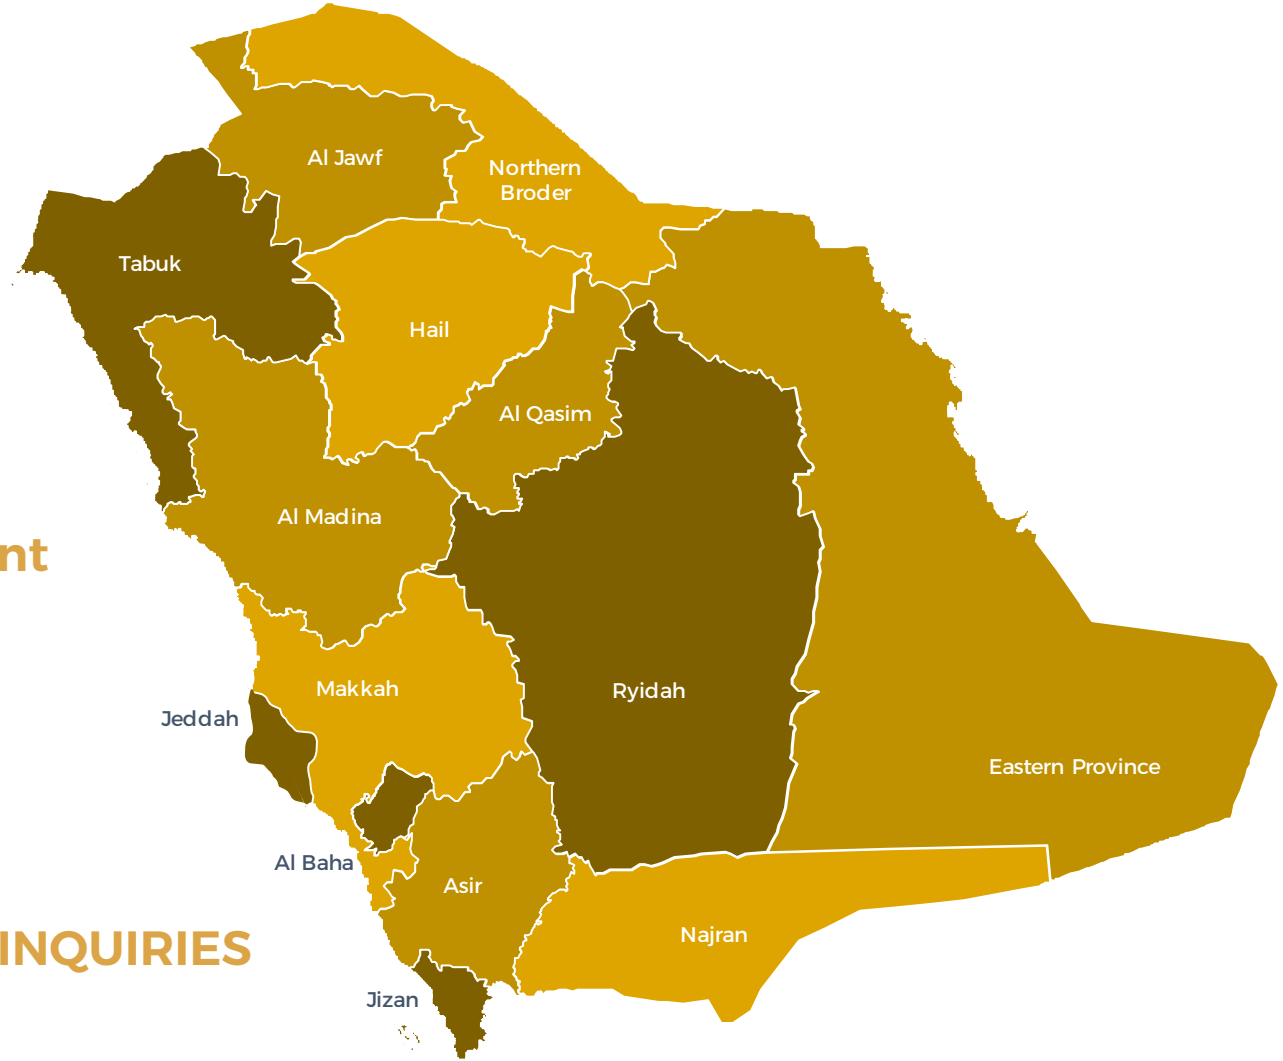 Al Jawf
Northern
Broder
Tabuk
Hail
Al Qasim
Al Madina
nt
Makkah
Ryidah
Jeddah
Eastern Province
Al Baha
Asir
Najran
INQUIRIES
Jizan